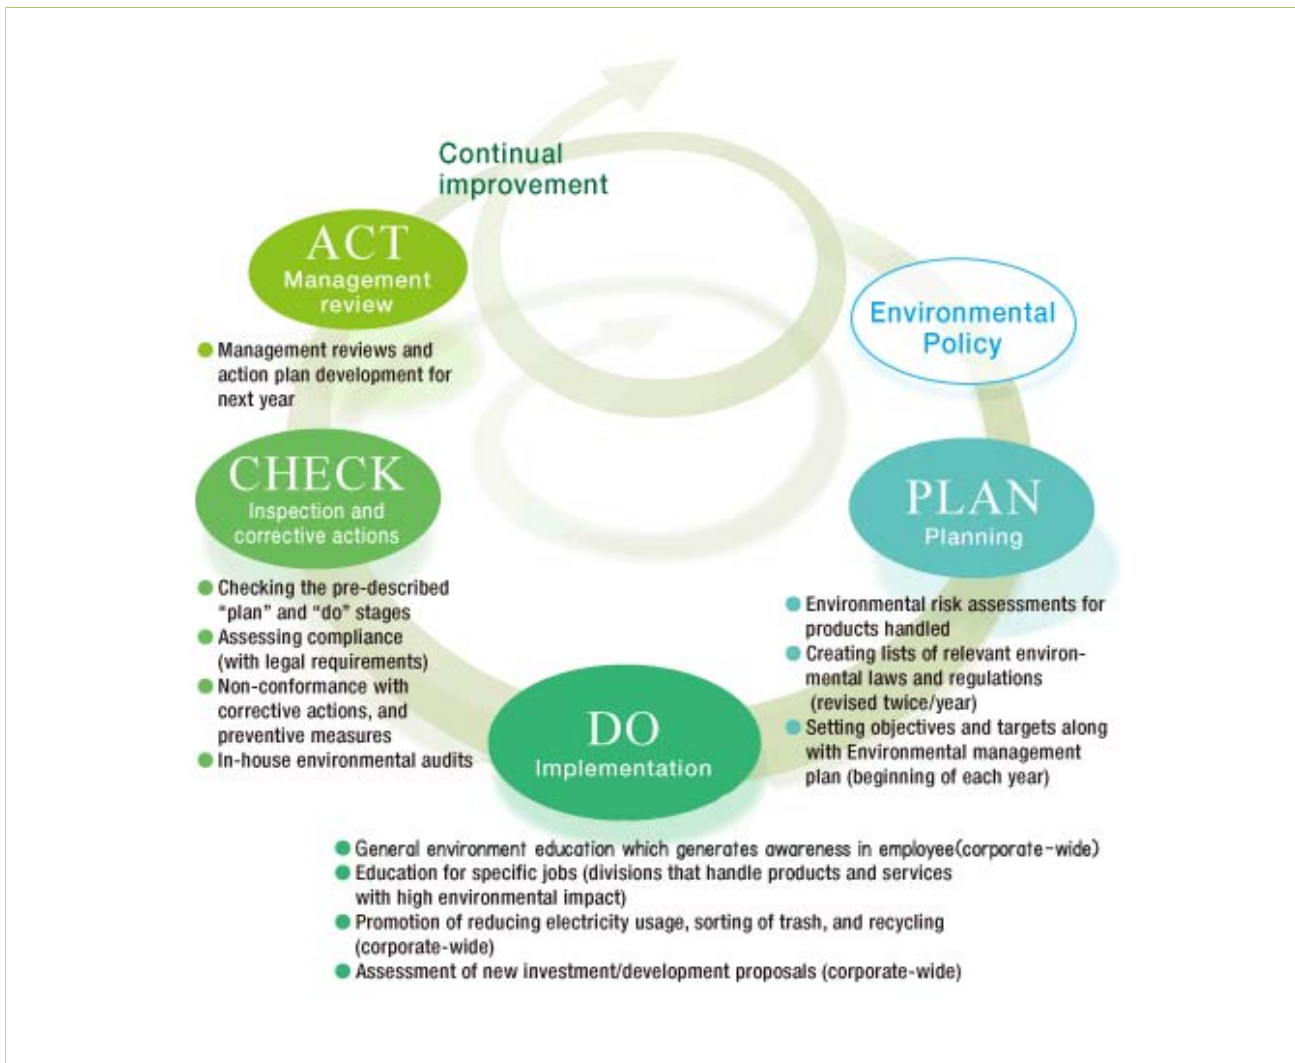 Continual
improvement
ACT
Management
review
● Management reviews and
action plan development for
next year
Environmental
Policy
CHECK
Inspection and
corrective actions
● Checking the pre-described
“plan” and “do” stages
● Assessing compliance
(with legal requirements)
● Non-conformance with
corrective actions, and
preventive measures
● In-house environmental audits
PLAN
Planning
● Environmental risk assessments for
products handled
● Creating lists of relevant environ-
mental laws and regulations
(revised twice/year)
● Setting objectives and targets along
with Environmental management
plan (beginning of each year)
DO
Implementation
● General environment education which generates awareness in employee(corporate-wide)
● Education for specific jobs (divisions that handle products and services
with high environmental impact)
● Promotion of reducing electricity usage, sorting of trash, and recycling
(corporate-wide)
● Assessment of new investment/development proposals (corporate-wide)